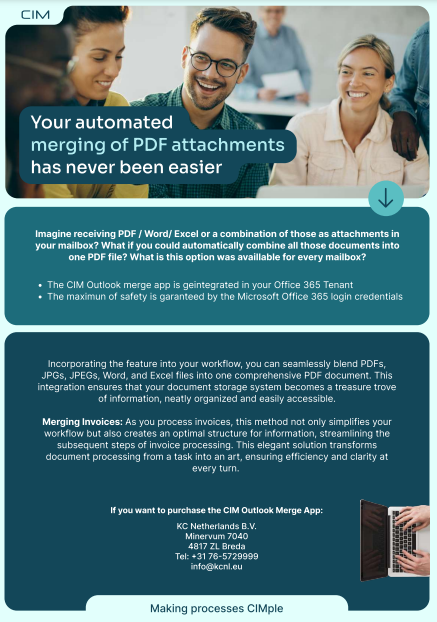 CIM
Your automated
merging of PDF attachments
has never been easier
Imagine receiving PDF / Word/ Excel or a combination of those as attachments in
your mailbox? What if you could automatically combine all those documents into
one PDF file? What is this option was availlable for every mailbox?
• The CIM Outlook merge app is geintegrated in your Office 365 Tenant
• The maximun of safety is garanteed by the Microsoft Office 365 login credentials
Incorporating the feature into your workflow, you can seamlessly blend PDFs,
JPGs, JPEGs, Word, and Excel files into one comprehensive PDF document. This
integration ensures that your document storage system becomes a treasure trove
of information, neatly organized and easily accessible.
Merging Invoices: As you process invoices, this method not only simplifies your
workflow but also creates an optimal structure for information, streamlining the
subsequent steps of invoice processing. This elegant solution transforms
document processing from a task into an art, ensuring efficiency and clarity at
every turn.
If you want to purchase the CIM Outlook Merge App:
KC Netherlands B.V.
Minervum 7040
4817 ZL Breda
Tel: +31 76-5729999
info@kcnl.eu
Making processes CIMple